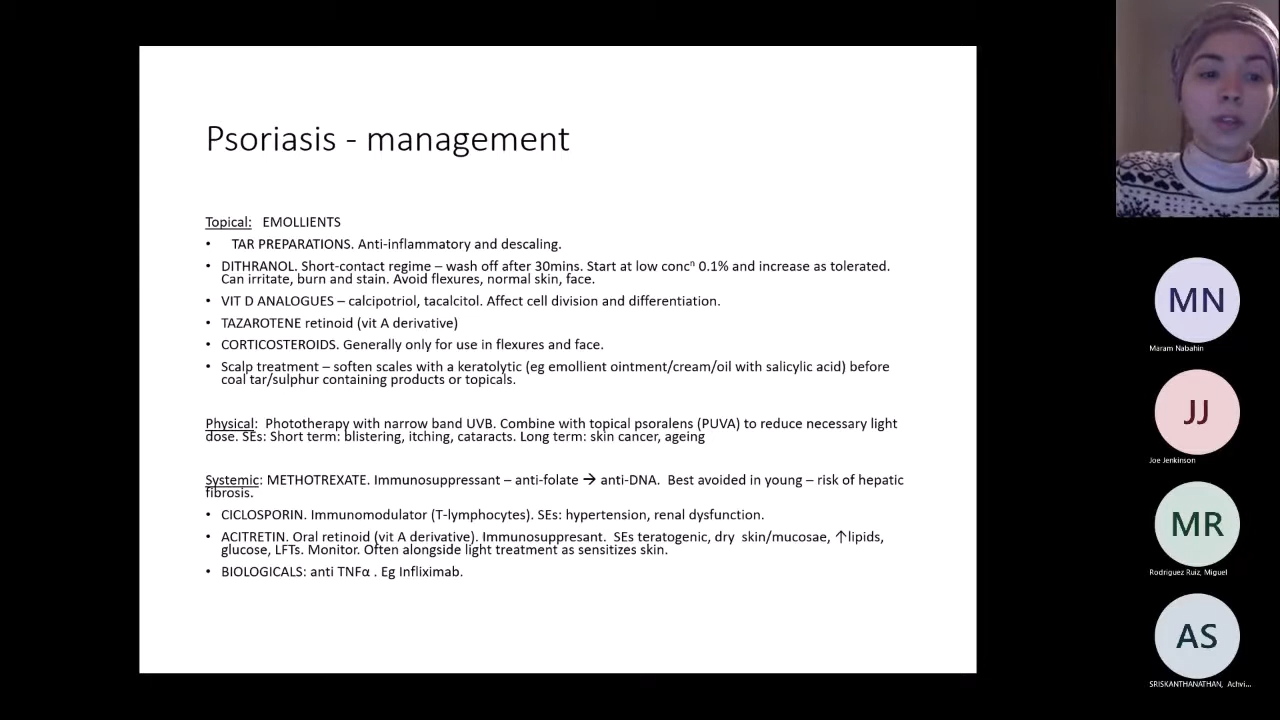 Psoriasis - management
Topical: EMOLLIENTS
• TAR PREPARATIONS. Anti-inflammatory and descaling.
• DITHRANOL. Short-contact regime – wash off after 30mins. Start at low concⁿ 0.1% and increase as tolerated.
Can irritate, burn and stain. Avoid flexures, normal skin, face.
• VIT D ANALOGUES – calcipotriol, tacalcitol. Affect cell division and differentiation.
• TAZAROTENE retinoid (vit A derivative)
• CORTICOSTEROIDS. Generally only for use in flexures and face.
• Scalp treatment – soften scales with a keratolytic (eg emollient ointment/cream/oil with salicylic acid) before
coal tar/sulphur containing products or topicals.
Physical: Phototherapy with narrow band UVB. Combine with topical psoralens (PUVA) to reduce necessary light
dose. SEs: Short term: blistering, itching, cataracts. Long term: skin cancer, ageing
Systemic: METHOTREXATE. Immunosuppressant – anti-folate → anti-DNA. Best avoided in young – risk of hepatic
fibrosis.
• CICLOSPORIN. Immunomodulator (T-lymphocytes). SEs: hypertension, renal dysfunction.
• ACITRETIN. Oral retinoid (vit A derivative). Immunosuppresant. SEs teratogenic, dry skin/mucosae, ↑lipids,
glucose, LFTs. Monitor. Often alongside light treatment as sensitizes skin.
• BIOLOGICALS: anti TNFα . Eg Infliximab.
MN
Maram Nabahin
JJ
Joe Jenkinson
MR
Rodriguez Ruiz, Miguel
AS
SRISKANTHANATHAN, Achvi...